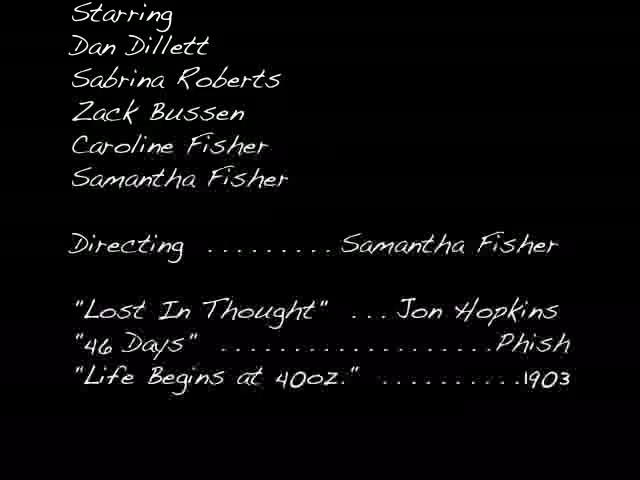 Starring
Dan Dillett
Sabrina Roberts
Zack Bussen
Caroline Fisher
Samantha Fisher
Directing ......... Samantha Fisher
"Lost In Thought" ... Jon Hopkins
"46 Days" ....................Phish
"Life Begins at 40oz." ..........1903